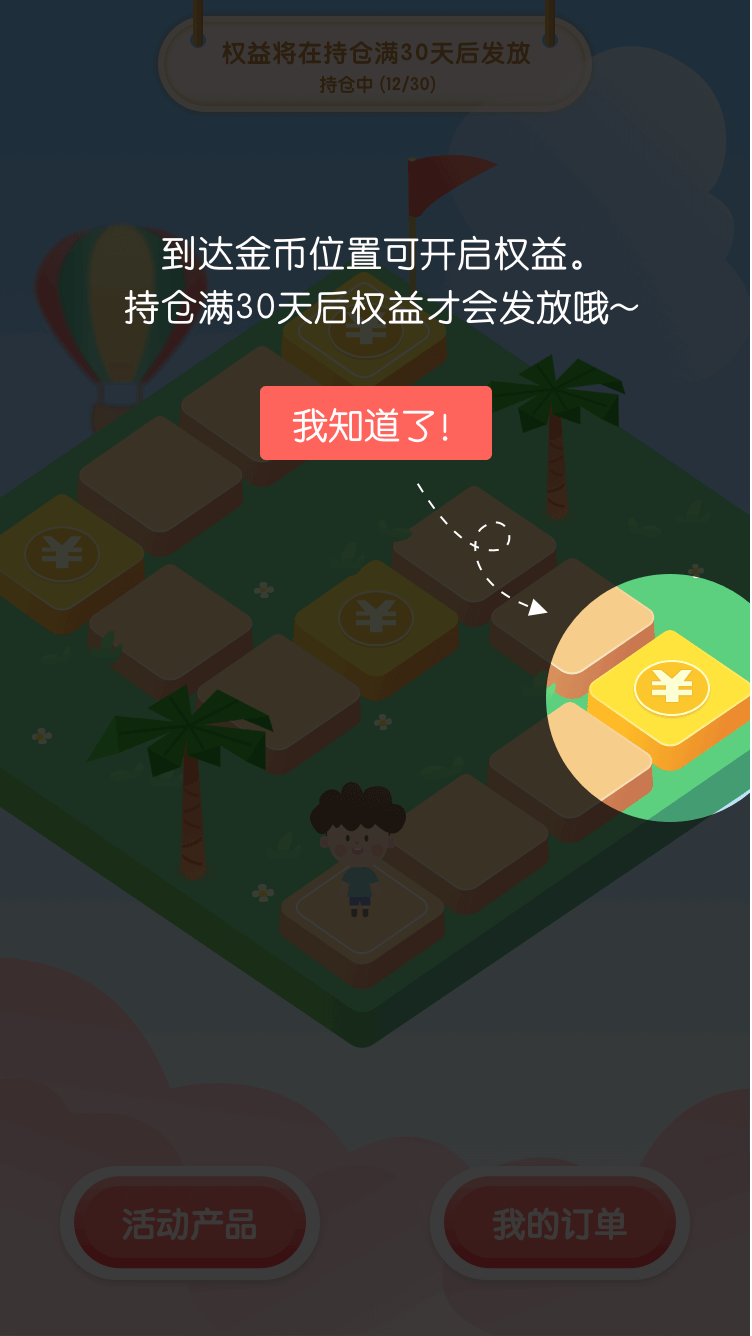 权益将在持仓满30天后发放
持仓中 (12/30)
到达金币位置可开启权益。
持仓满30天后权益才会发放哦～
我知道了!
¥
¥
¥
¥
活动产品
我的订单